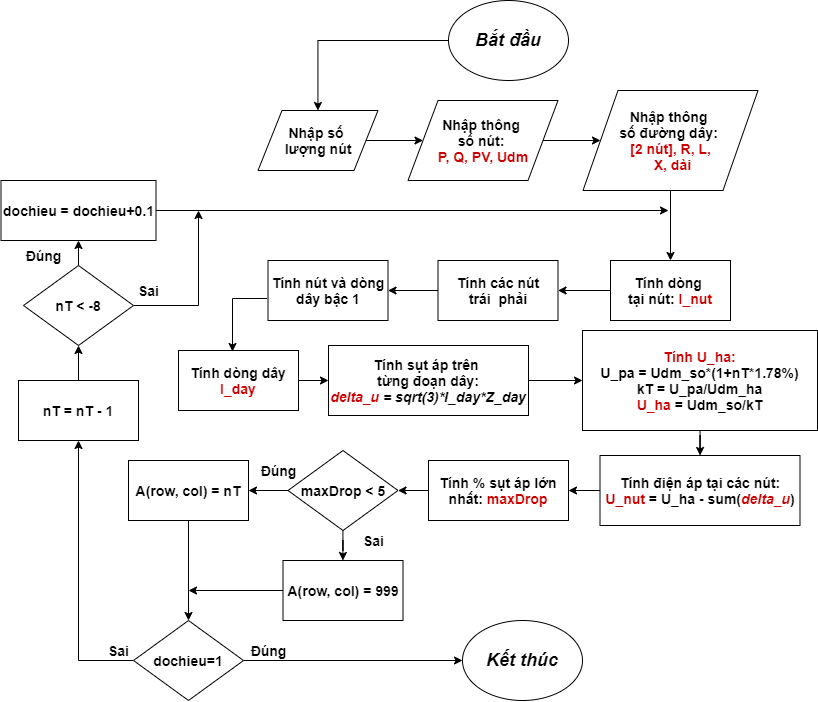 Bắt đầu
Nhập số
lượng nút
Nhập thông
số nút:
P, Q, PV, Udm
Nhập thông
số đường dây:
[2 nút], R, L,
X, dài
dochieu = dochieu+0.1
Đúng
nT < -8
Sai
Tính nút và dòng
dây bậc 1
Tính các nút
trái phải
Tính dòng
tại nút: I_nut
Tính dòng dây
I_day
Tính sụt áp trên
từng đoạn dây:
delta_u = sqrt(3)*I_day*Z_day
Tính U_ha:
U_pa = Udm_so*(1+nT*1.78%)
kT = U_pa/Udm_ha
U_ha = Udm_so/kT
nT = nT - 1
A(row, col) = nT
Đúng
maxDrop < 5
Sai
Tính % sụt áp lớn
nhất: maxDrop
Tính điện áp tại các nút:
U_nut = U_ha - sum(delta_u)
A(row, col) = 999
Sai
dochieu=1
Đúng
Kết thúc